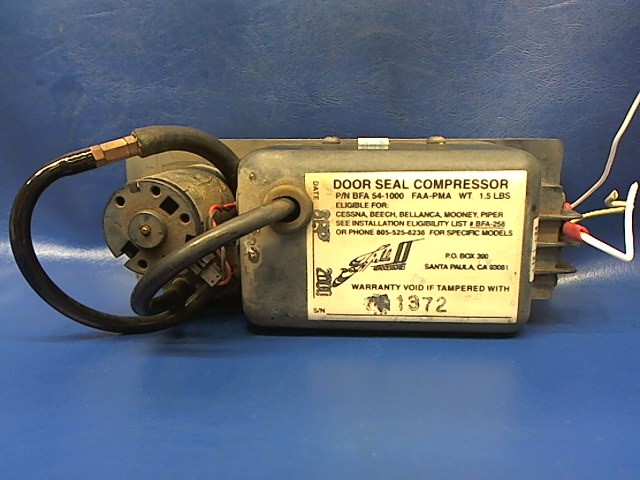 DOOR SEAL COMPRESSOR
P/N BFA 54-1000 FAA-PMA WT 1.5 LBS
ELIGIBLE FOR:
CESSNA, BEECH, BELLANCA, MOONEY, PIPER
SEE INSTALLATION ELIGIBILITY LIST # BFA-258
OR PHONE 805-525-6236 FOR SPECIFIC MODELS
P.O. BOX 390
SANTA PAULA, CA 93061
WARRANTY VOID IF TAMPERED WITH
S/N 1372
DATE SEP 2001